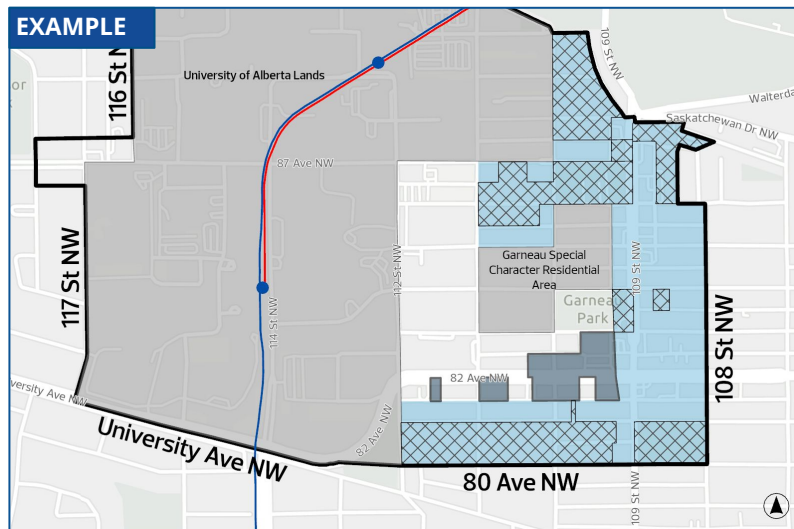 EXAMPLE
116 St N
109 St NW
University of Alberta Lands
Walterda
Saskatchewan Dr NW
87 Ave NW
117 St NW
112 St NW
109 St NW
Garneau Special
Character Residential
Area
Garnea
Park
114 St NW
108 St NW
82 Ave NW
versity Ave NW
University Ave NW
82 Ave NW
80 Ave NW
109 St NW